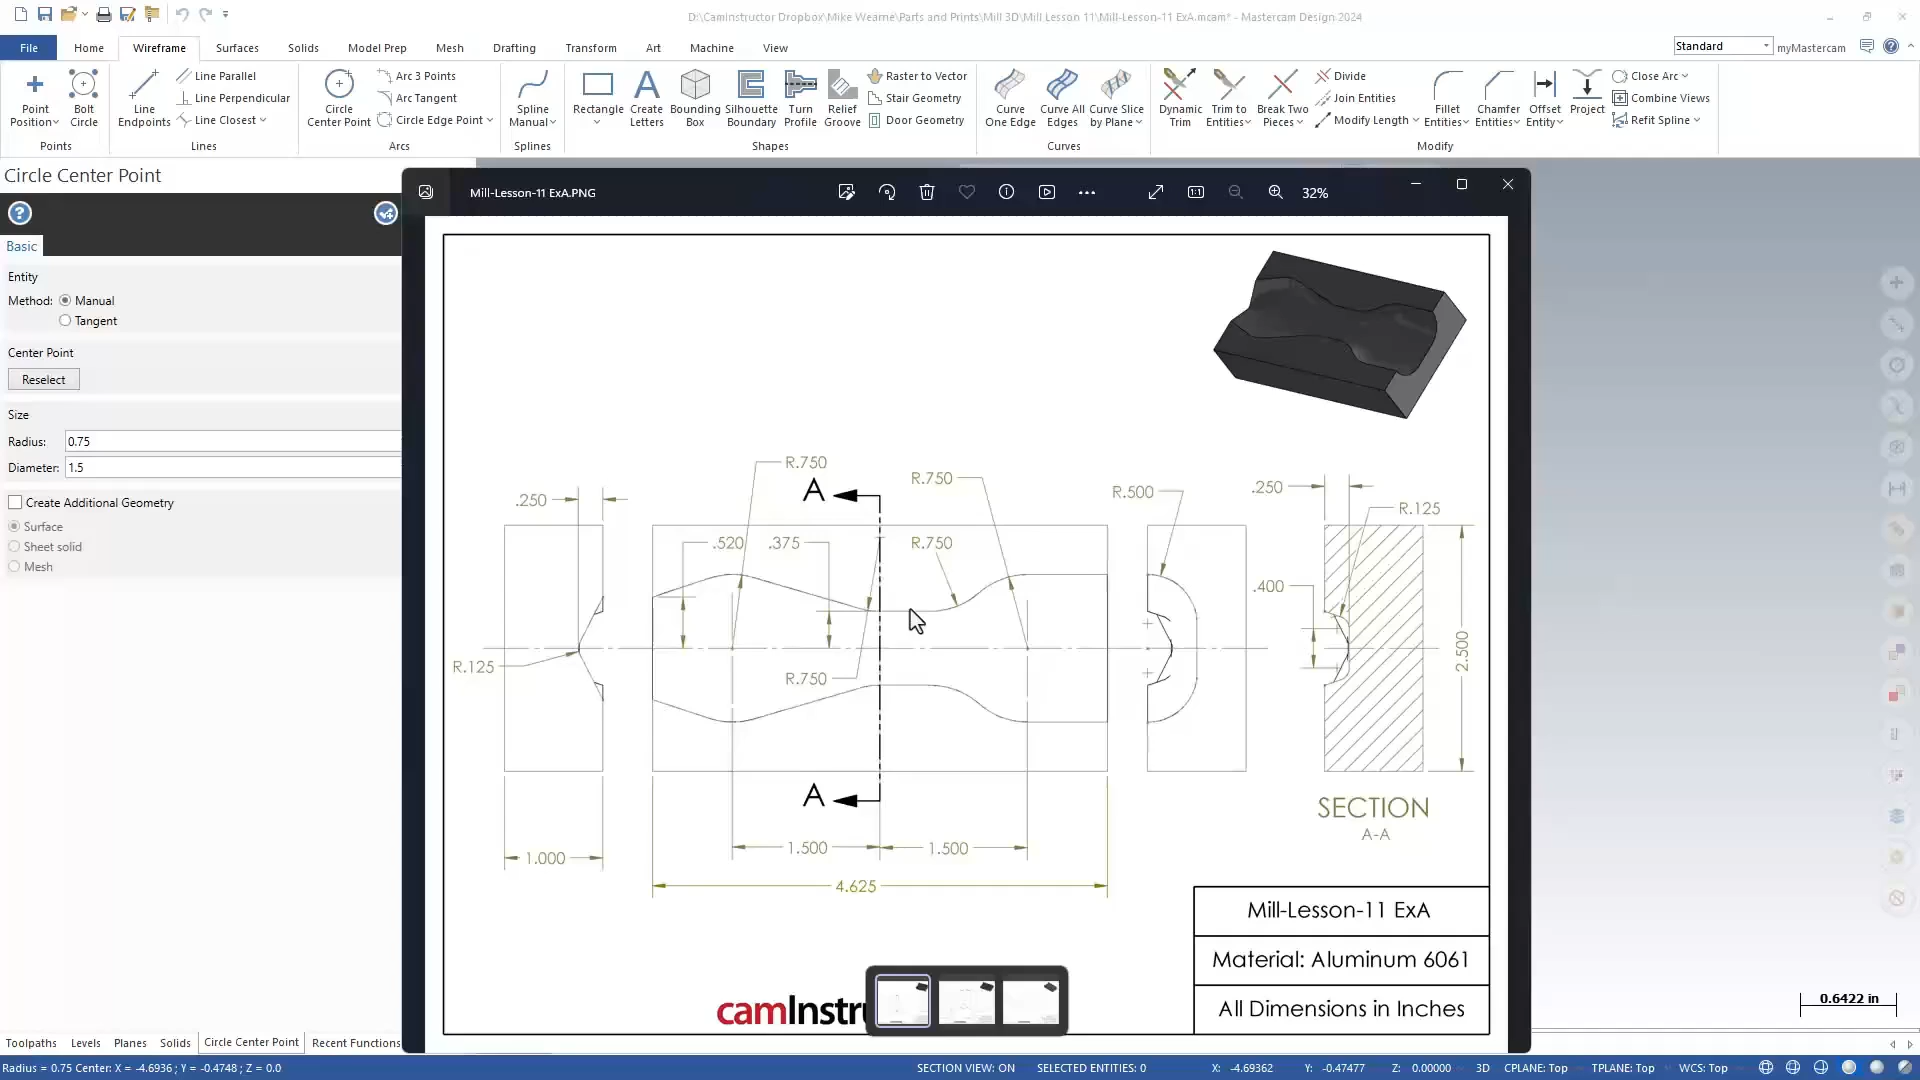 D:\CamInstructor Dropbox\Mike Wearne\Parts and Prints\Mill 3D\Mill Lesson 11\Mill-Lesson-11 ExA.mcam* - Mastercam Design 2024
File Home Wireframe Surfaces Solids Model Prep Mesh Drafting Transform Art Machine View
Standard
myMastercam
Point Position
Bolt Circle
Points
Line Endpoints
Line Parallel
Line Perpendicular
Line Closest
Lines
Circle Center Point
Arc 3 Points
Arc Tangent
Circle Edge Point
Arcs
Spline Manual
Splines
Rectangle
Create Letters
Bounding Box
Silhouette Boundary
Turn Profile
Relief Groove
Raster to Vector
Stair Geometry
Door Geometry
Shapes
Curve One Edge
Curve All Edges
Curve Slice by Plane
Curves
Dynamic Trim
Trim to Entities
Break Two Pieces
Divide
Join Entities
Modify Length
Fillet Entities
Chamfer Entities
Offset Entity
Project
Close Arc
Combine Views
Refit Spline
Modify
Circle Center Point
Basic
Entity
Method: Manual
Tangent
Center Point
Reselect
Size
Radius: 0.75
Diameter: 1.5
Create Additional Geometry
Surface
Sheet solid
Mesh
Mill-Lesson-11 ExA.PNG
1:1
32%
R.750
A
R.750
.250
R.500
.250
R.125
.520
.375
R.750
.400
R.125
R.750
2.500
A
SECTION
A-A
1.000
1.500
1.500
4.625
Mill-Lesson-11 ExA
Material: Aluminum 6061
All Dimensions in Inches
camInstru
0.6422 in
Toolpaths Levels Planes Solids Circle Center Point Recent Functions
Radius = 0.75 Center: X = -4.6936 ; Y = -0.4748 ; Z = 0.0
SECTION VIEW: ON SELECTED ENTITIES: 0 X: -4.69362 Y: -0.47477 Z: 0.00000 3D CPLANE: Top TPLANE: Top WCS: Top